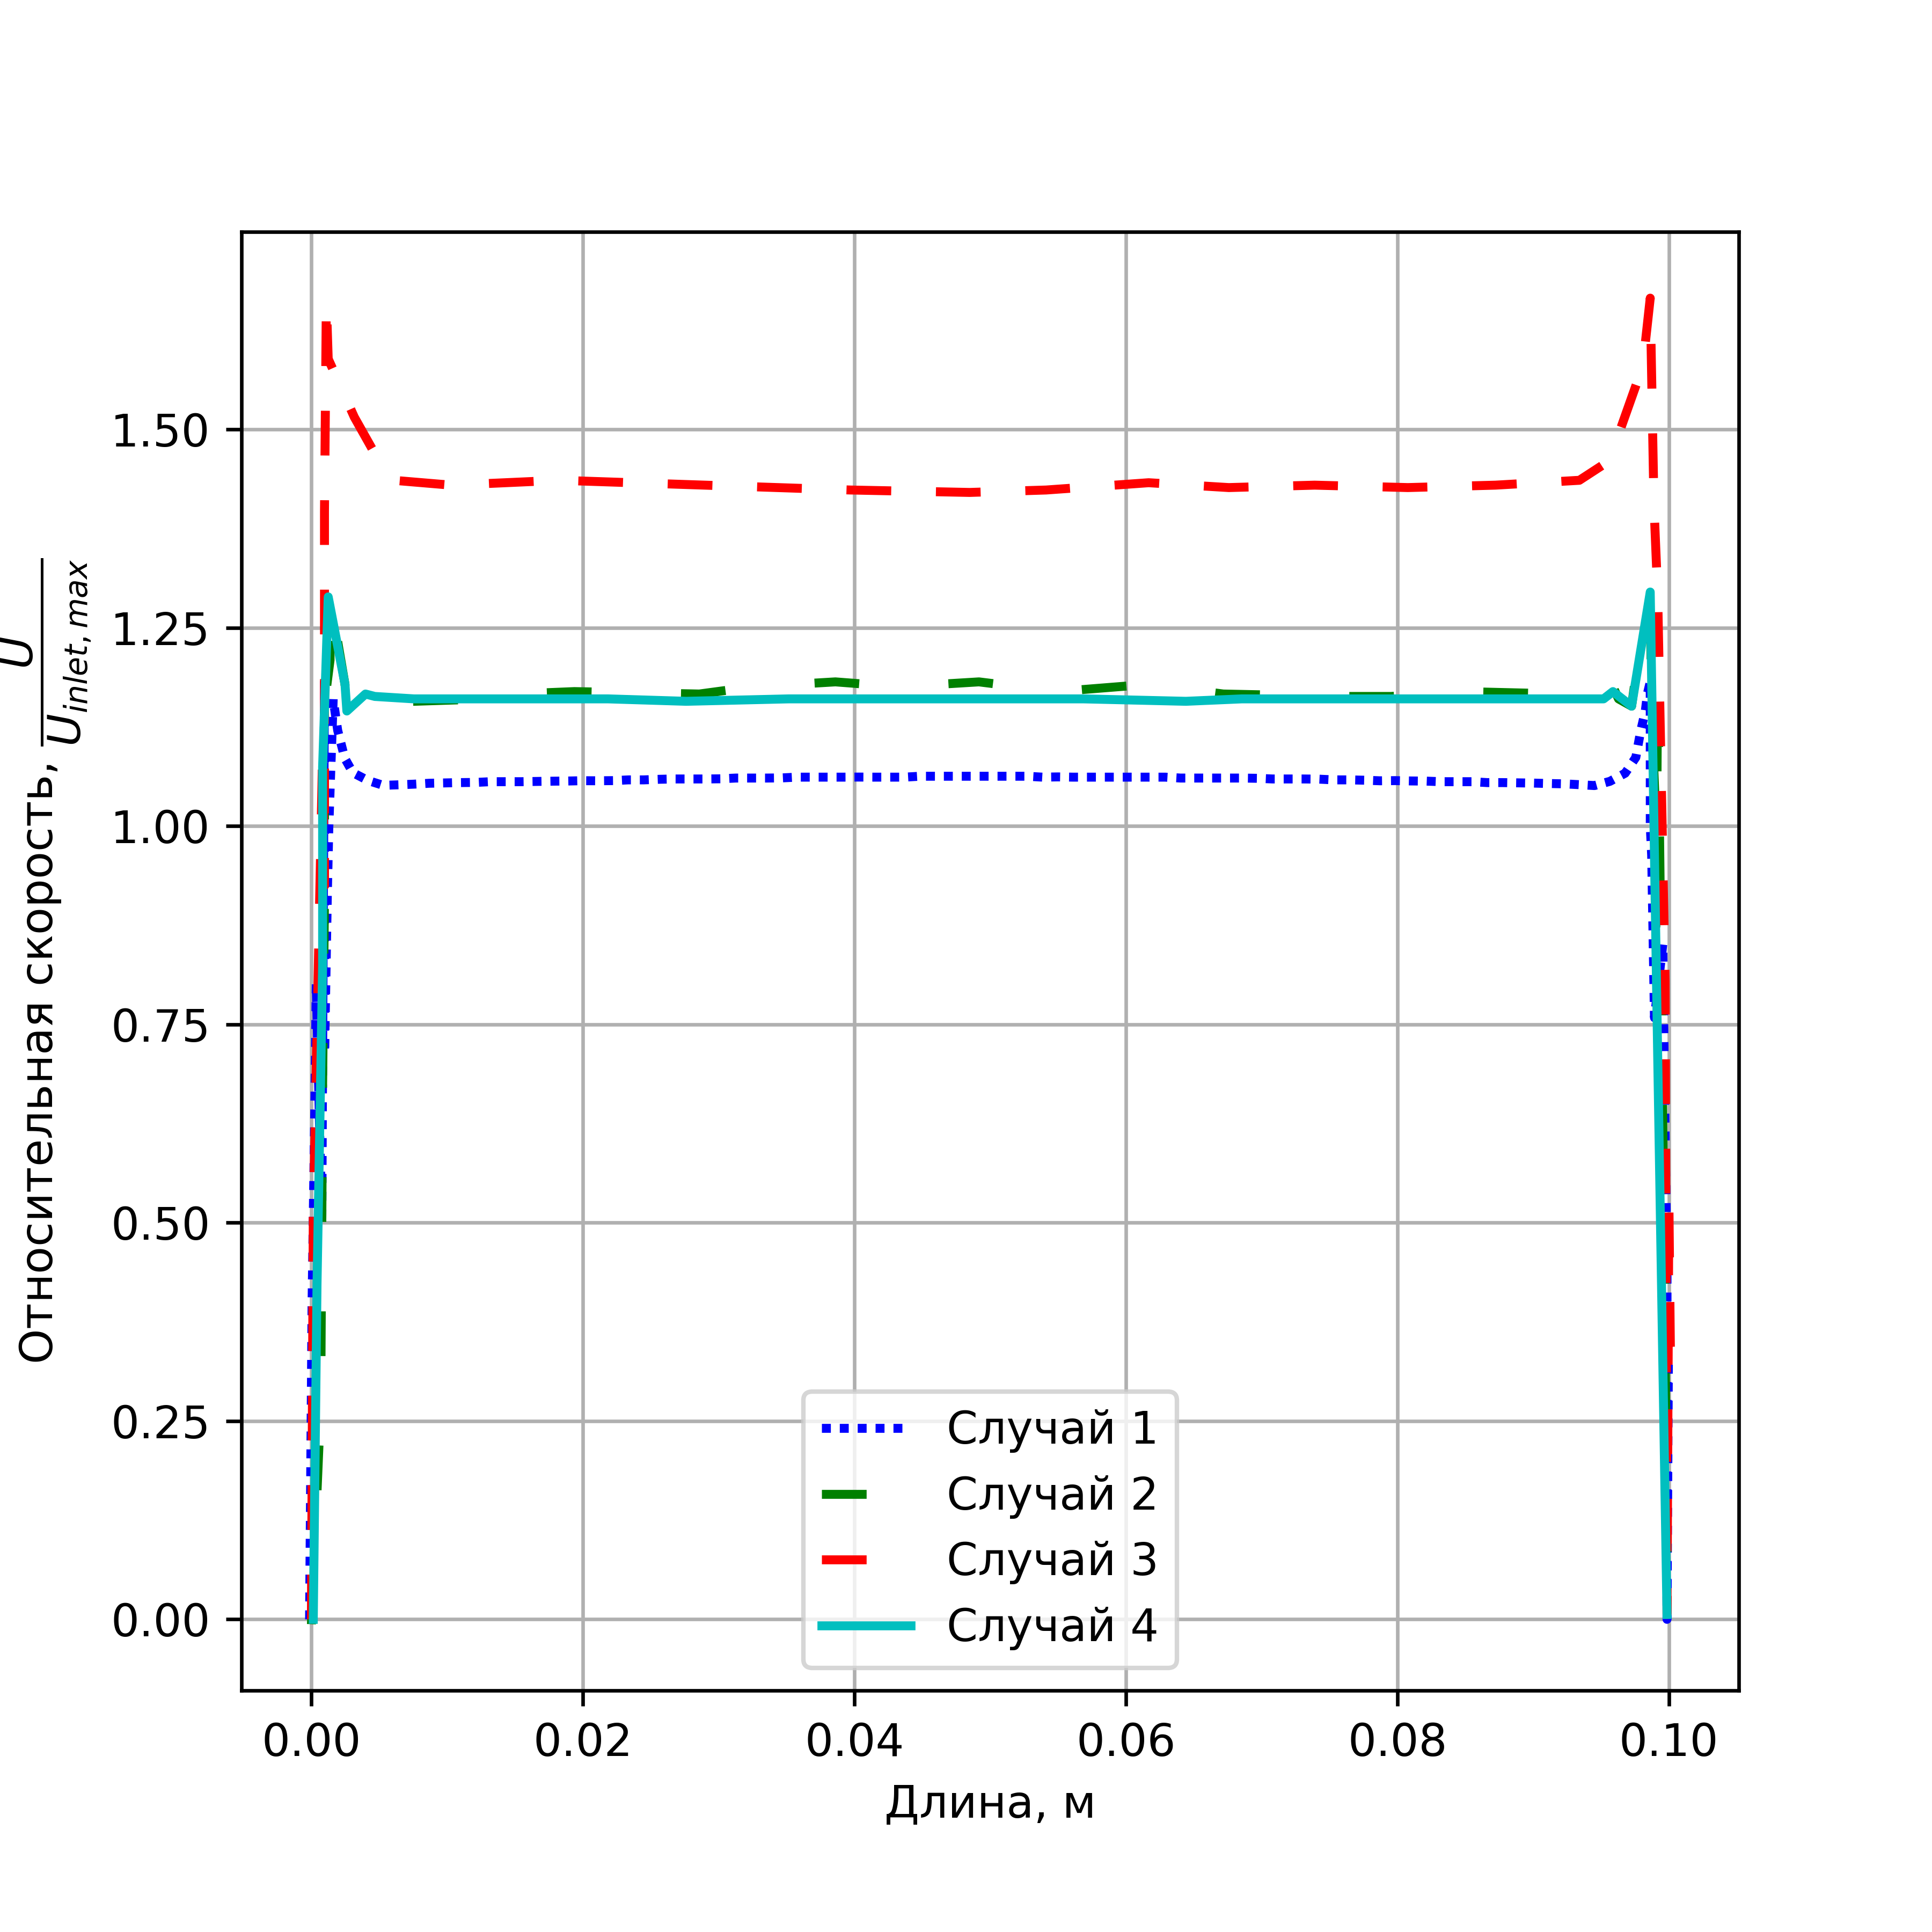 1.50
1.25
1.00
0.75
0.50
0.25
0.00
0.00 0.02 0.04 0.06 0.08 0.10
Длина, м
Относительная скорость, U / U inlet, max
Случай 1
Случай 2
Случай 3
Случай 4